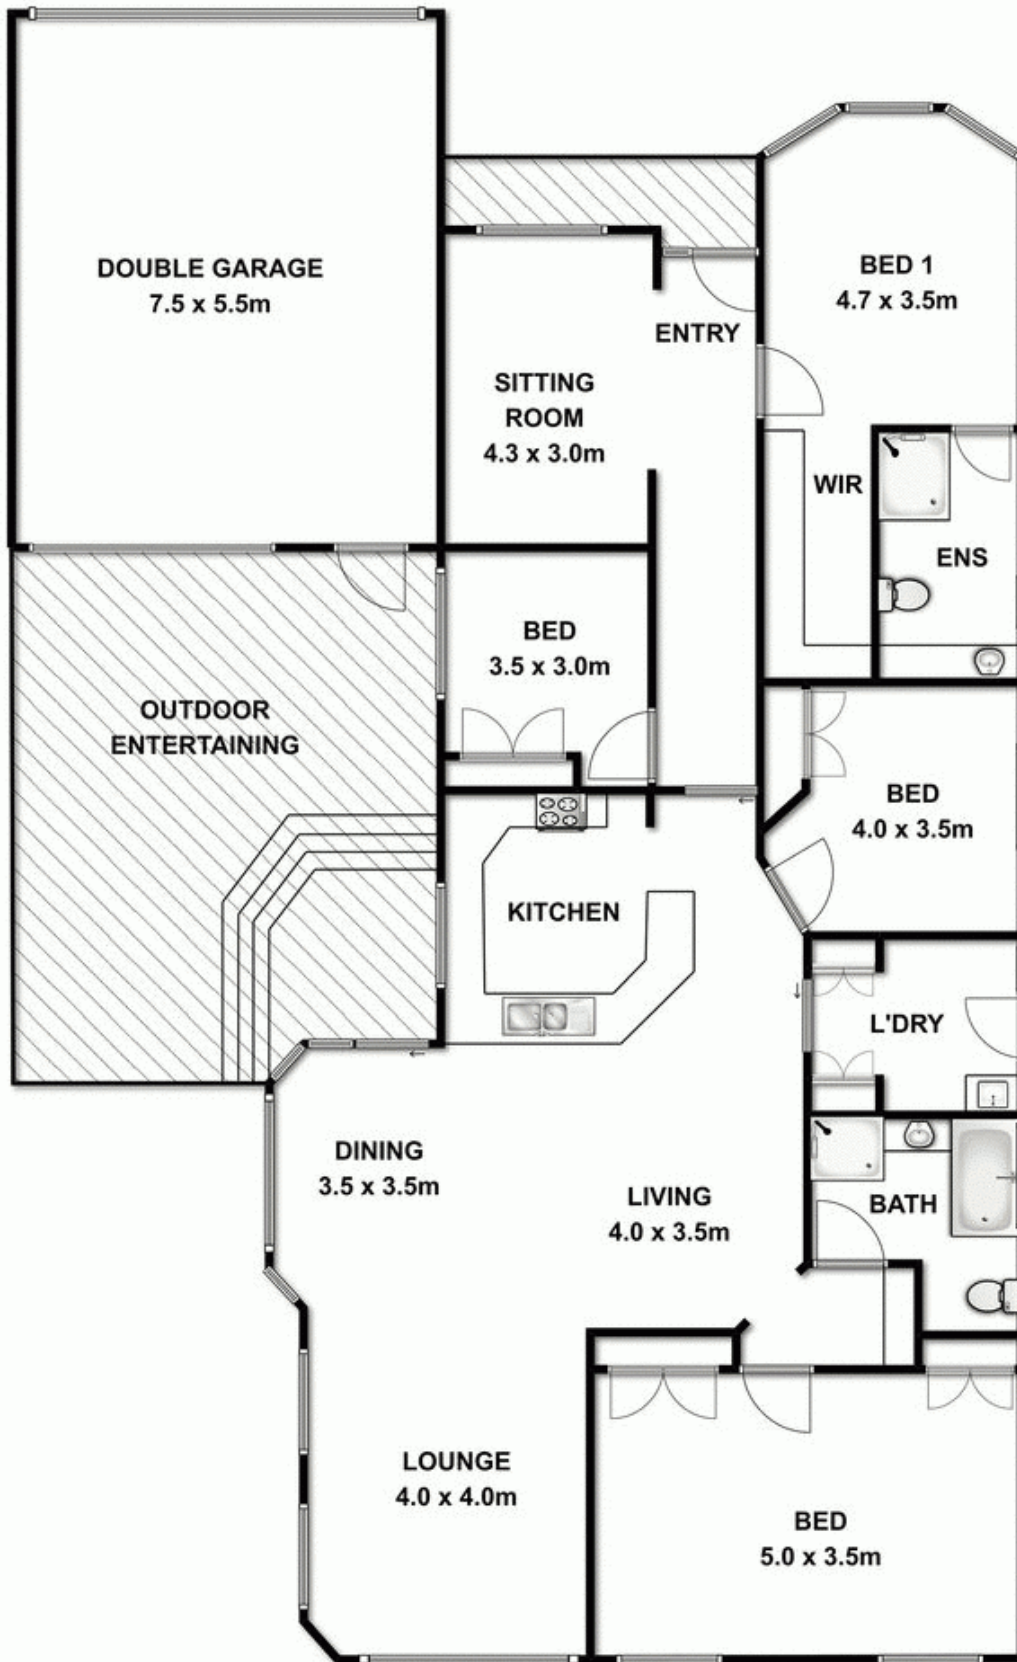 DOUBLE GARAGE
7.5 x 5.5m
BED 1
4.7 x 3.5m
ENTRY
SITTING
ROOM
4.3 x 3.0m
WIR
ENS
BED
3.5 x 3.0m
OUTDOOR
ENTERTAINING
BED
4.0 x 3.5m
KITCHEN
L'DRY
DINING
3.5 x 3.5m
LIVING
4.0 x 3.5m
BATH
LOUNGE
4.0 x 4.0m
BED
5.0 x 3.5m